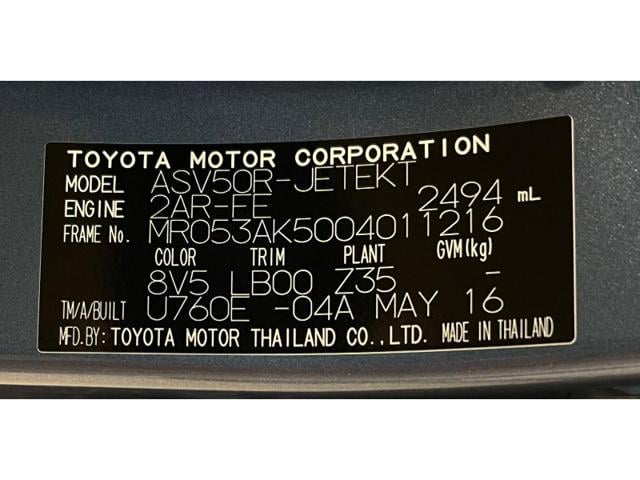 TOYOTA MOTOR CORPORATION
MODEL ASV50R-JETEKT
ENGINE 2AR-FE 2494 mL
FRAME No. MR053AK5004011216
COLOR TRIM PLANT GVM(kg)
8V5 LB00 Z35 -
TM/A/BUILT U760E -04A MAY 16
MFD.BY: TOYOTA MOTOR THAILAND CO.,LTD. MADE IN THAILAND